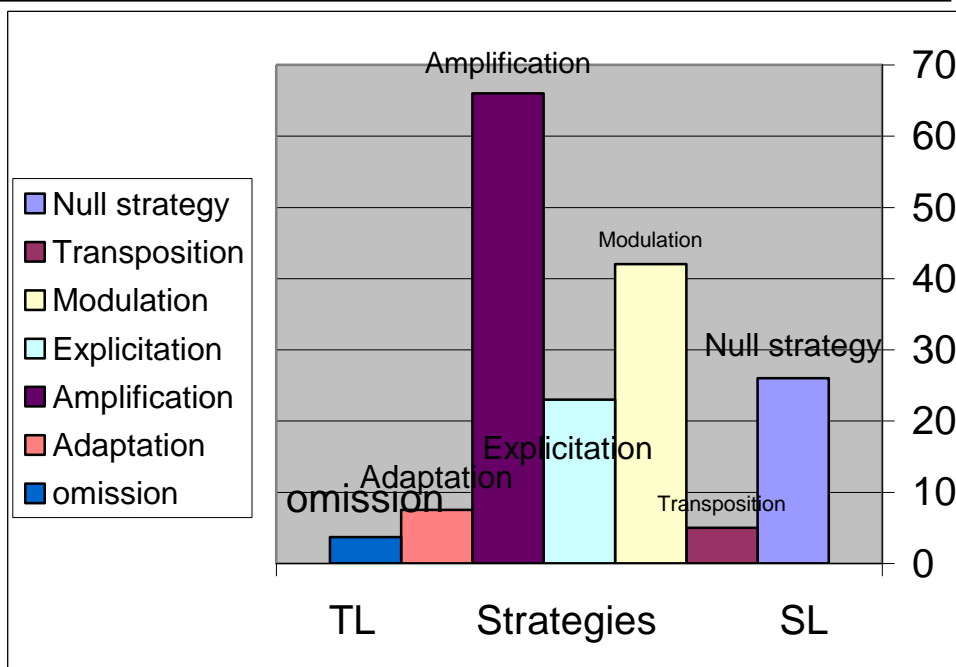 Amplification
Modulation
Null strategy
Explicitation
Adaptation
omission
Transposition
70
60
50
40
30
20
10
0
Null strategy
Transposition
Modulation
Explicitation
Amplification
Adaptation
omission
TL Strategies SL